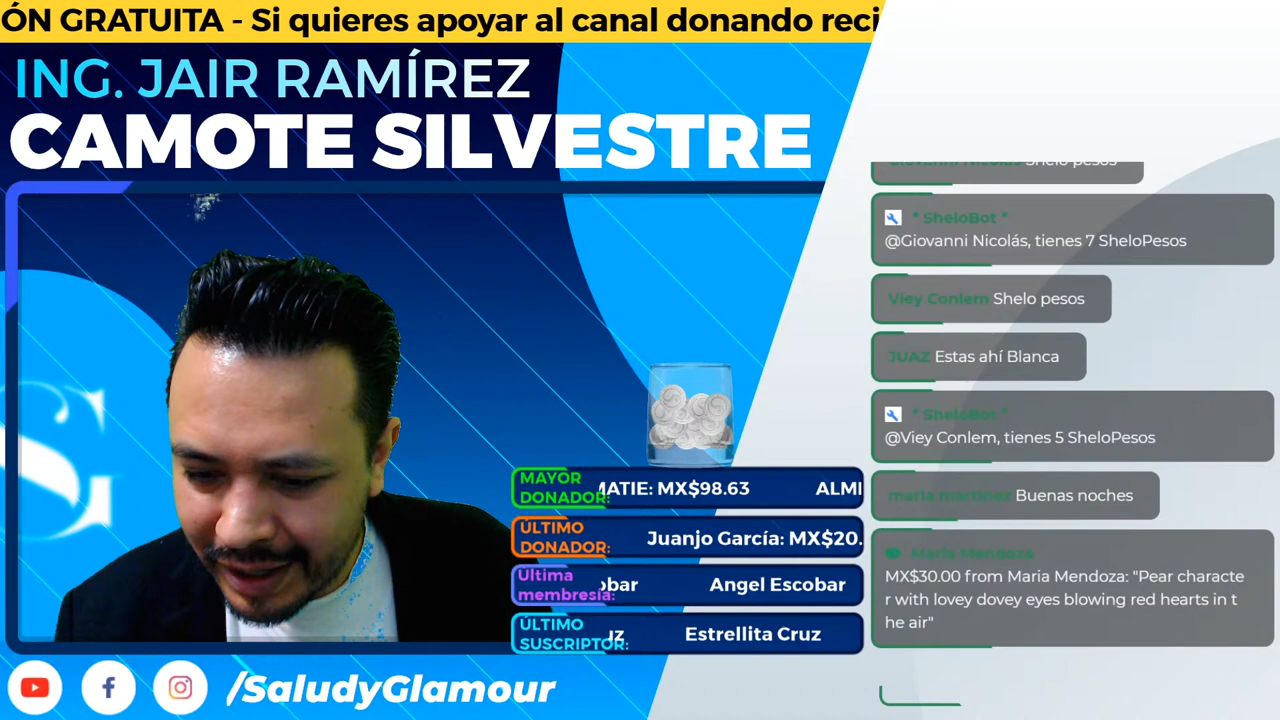 ÓN GRATUITA - Si quieres apoyar al canal donando reci
ING. JAIR RAMÍREZ
CAMOTE SILVESTRE
S
MAYOR
DONADOR:
MATIE: MX$98.63
ALMI
ÚLTIMO
DONADOR:
Juanjo García: MX$20.
Última
membresía:
obar
Angel Escobar
ÚLTIMO
SUSCRIPTOR:
uz
Estrellita Cruz
/SaludyGlamour
Giovanni Nicolás Shelo pesos
* SheloBot *
@Giovanni Nicolás, tienes 7 SheloPesos
Viey Conlem Shelo pesos
JUAZ Estas ahí Blanca
* SheloBot *
@Viey Conlem, tienes 5 SheloPesos
maria martinez Buenas noches
Maria Mendoza
MX$30.00 from Maria Mendoza: "Pear characte
r with lovey dovey eyes blowing red hearts in t
he air"